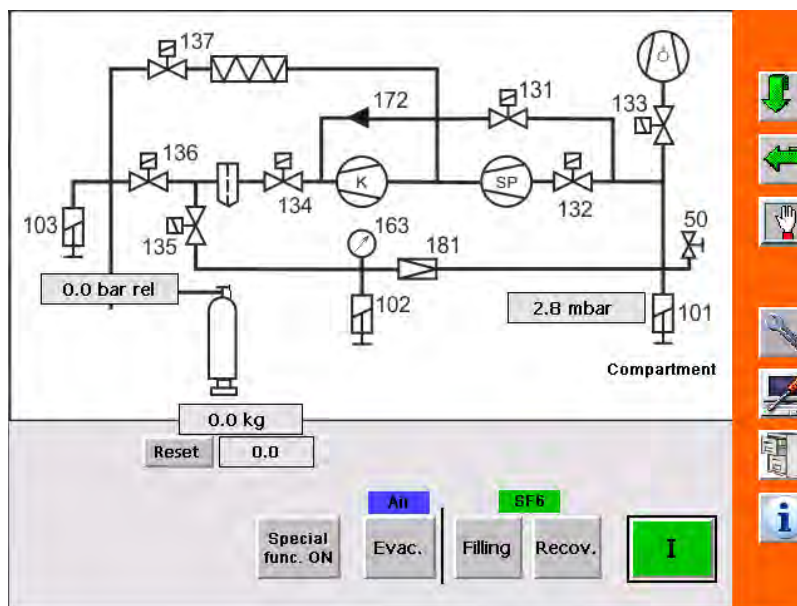 137
131
172
133
136
K
SP
134
132
103
135
163
181
50
0.0 bar rel
102
2.8 mbar
101
Compartment
0.0 kg
Reset
0.0
Air
SF6
Special
func. ON
Evac.
Filling
Recov.
I
i